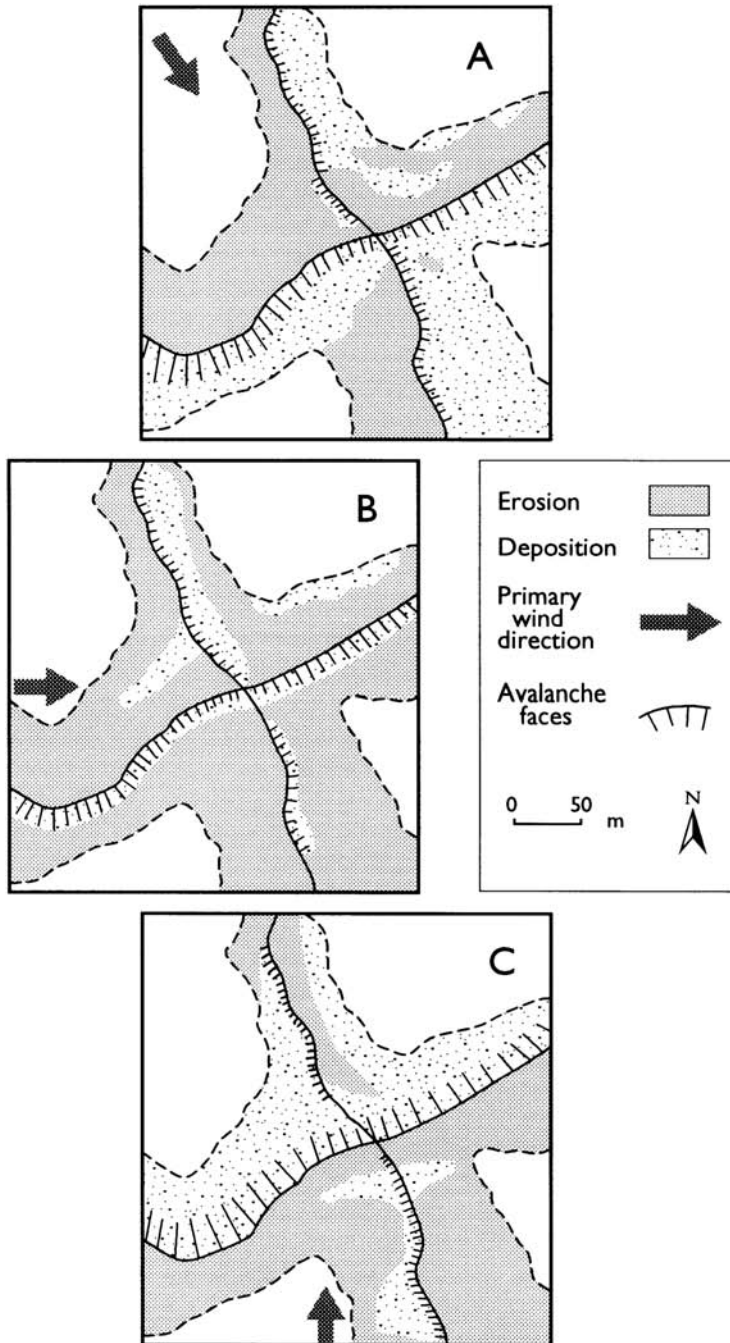 A
B
Erosion
Deposition
Primary
wind
direction
Avalanche
faces
0 50
m
N
C